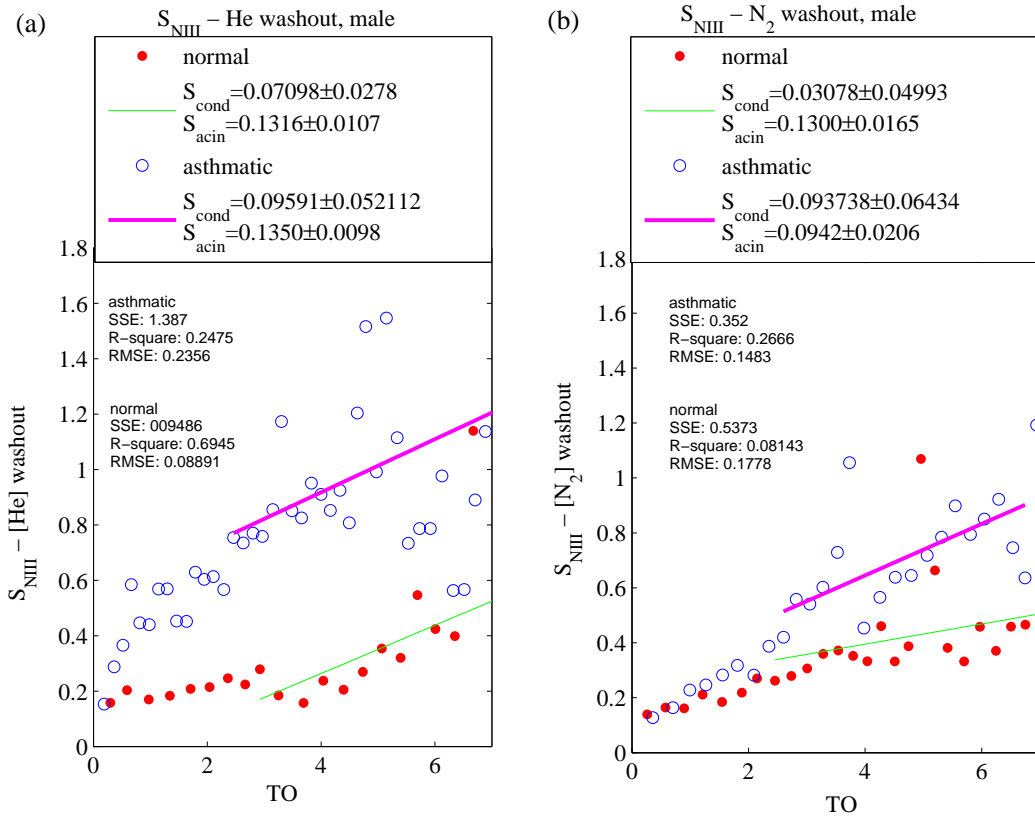 (a)
S_NIII – He washout, male
normal
S_cond=0.07098±0.0278
S_acin=0.1316±0.0107
asthmatic
S_cond=0.09591±0.052112
S_acin=0.1350±0.0098
1.8
1.6
1.4
1.2
1
0.8
0.6
0.4
0.2
0
asthmatic
SSE: 1.387
R−square: 0.2475
RMSE: 0.2356
normal
SSE: 009486
R−square: 0.6945
RMSE: 0.08891
S_NIII – [He] washout
0 2 4 6
TO
(b)
S_NIII – N_2 washout, male
normal
S_cond=0.03078±0.04993
S_acin=0.1300±0.0165
asthmatic
S_cond=0.093738±0.06434
S_acin=0.0942±0.0206
1.8
1.6
1.4
1.2
1
0.8
0.6
0.4
0.2
0
asthmatic
SSE: 0.352
R−square: 0.2666
RMSE: 0.1483
normal
SSE: 0.5373
R−square: 0.08143
RMSE: 0.1778
S_NIII – [N_2] washout
0 2 4 6
TO